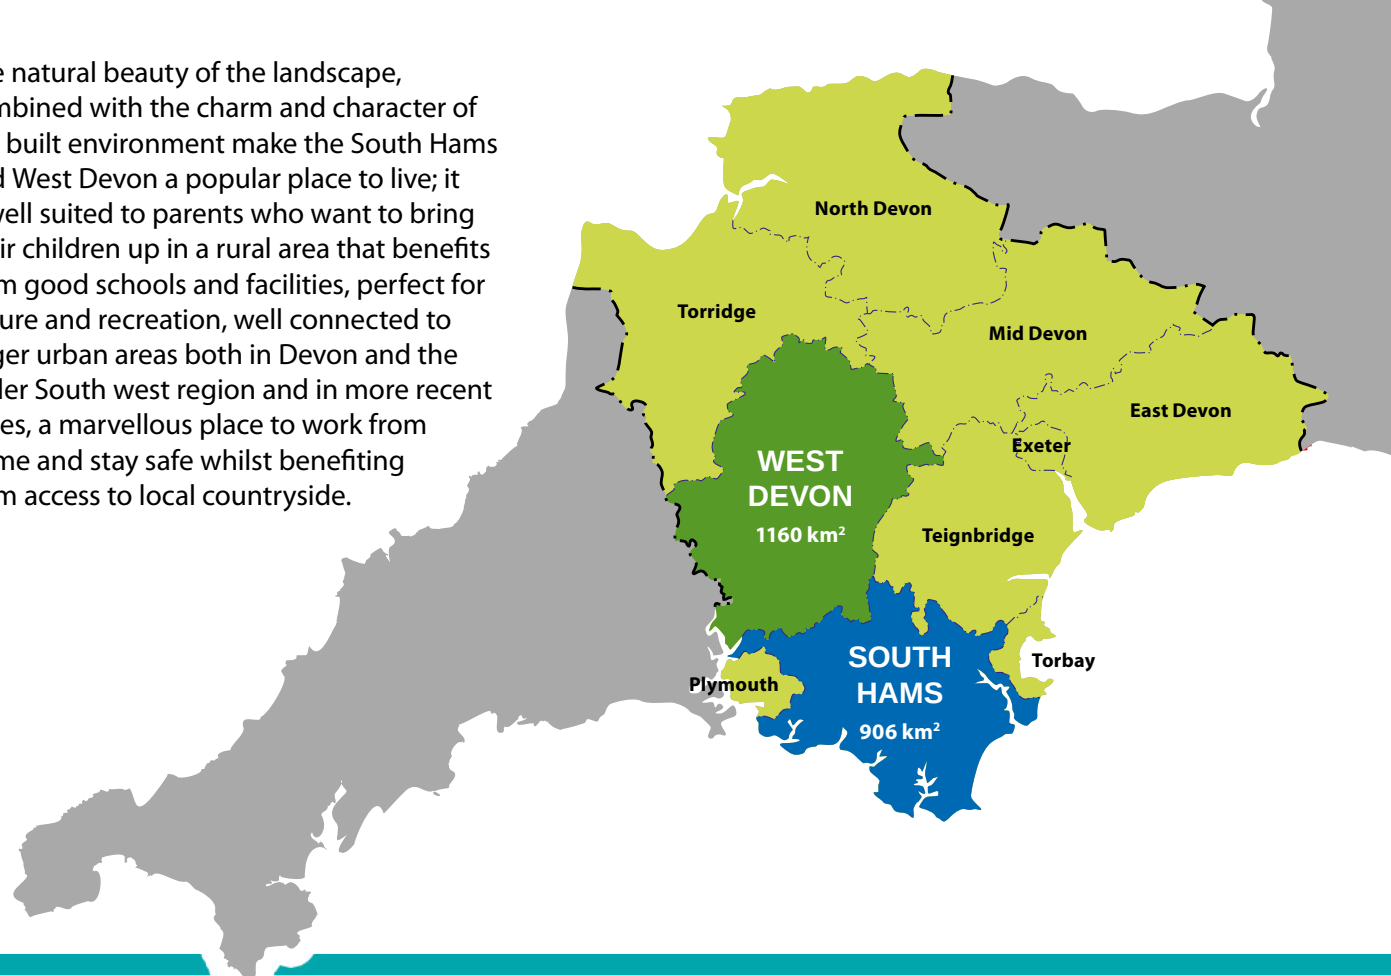 e natural beauty of the landscape,
mbined with the charm and character of
built environment make the South Hams
d West Devon a popular place to live; it
well suited to parents who want to bring
ir children up in a rural area that benefits
m good schools and facilities, perfect for
ure and recreation, well connected to
ger urban areas both in Devon and the
der South west region and in more recent
es, a marvellous place to work from
me and stay safe whilst benefiting
m access to local countryside.
North Devon
Torridge
Mid Devon
East Devon
Exeter
WEST
DEVON
1160 km²
Teignbridge
SOUTH
HAMS
906 km²
Torbay
Plymouth